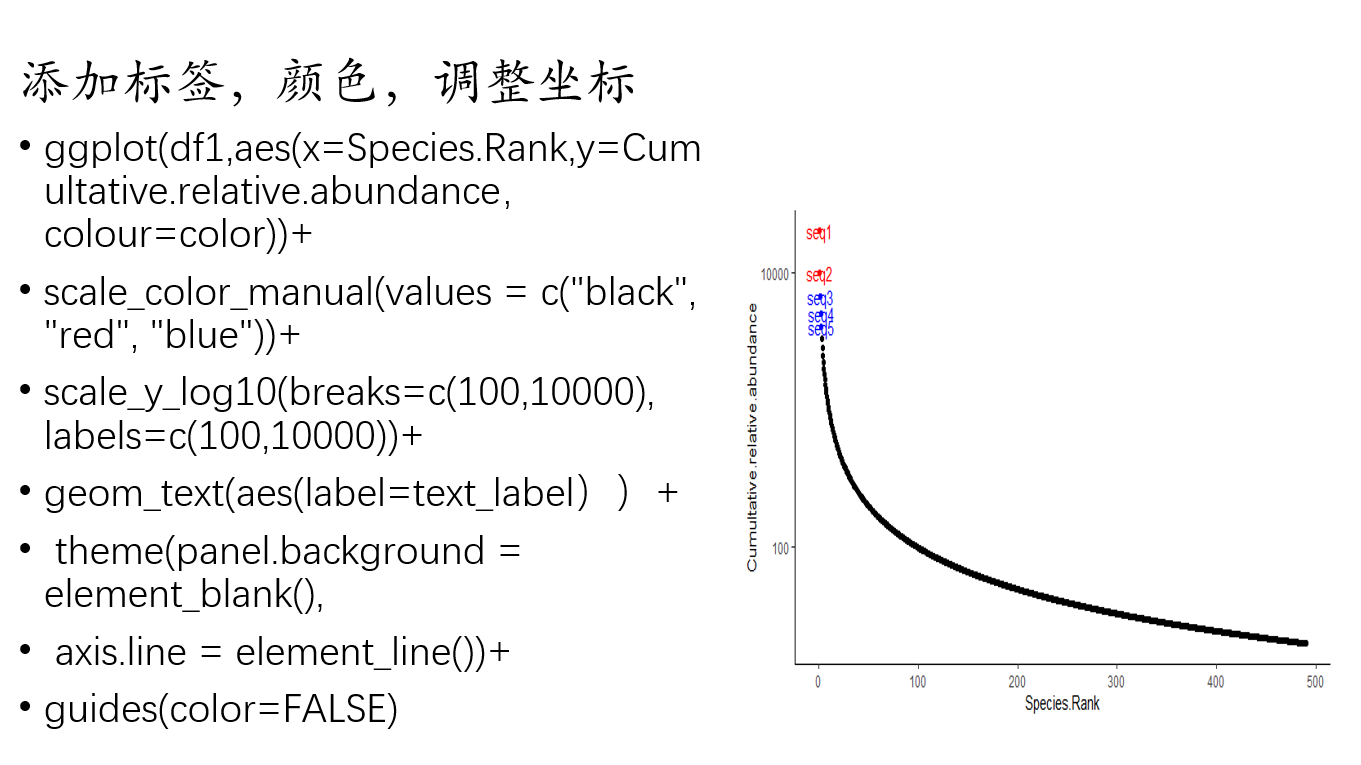 添加标签，颜色，调整坐标
• ggplot(df1,aes(x=Species.Rank,y=Cum
ultative.relative.abundance,
colour=color))+
• scale_color_manual(values = c("black",
"red", "blue"))+
• scale_y_log10(breaks=c(100,10000),
labels=c(100,10000))+
• geom_text(aes(label=text_label）） +
• theme(panel.background =
element_blank(),
• axis.line = element_line())+
• guides(color=FALSE)
seq1
10000
seq2
seq3
seq4
seq5
Cumultative.relative.abundance
100
0 100 200 300 400 500
Species.Rank